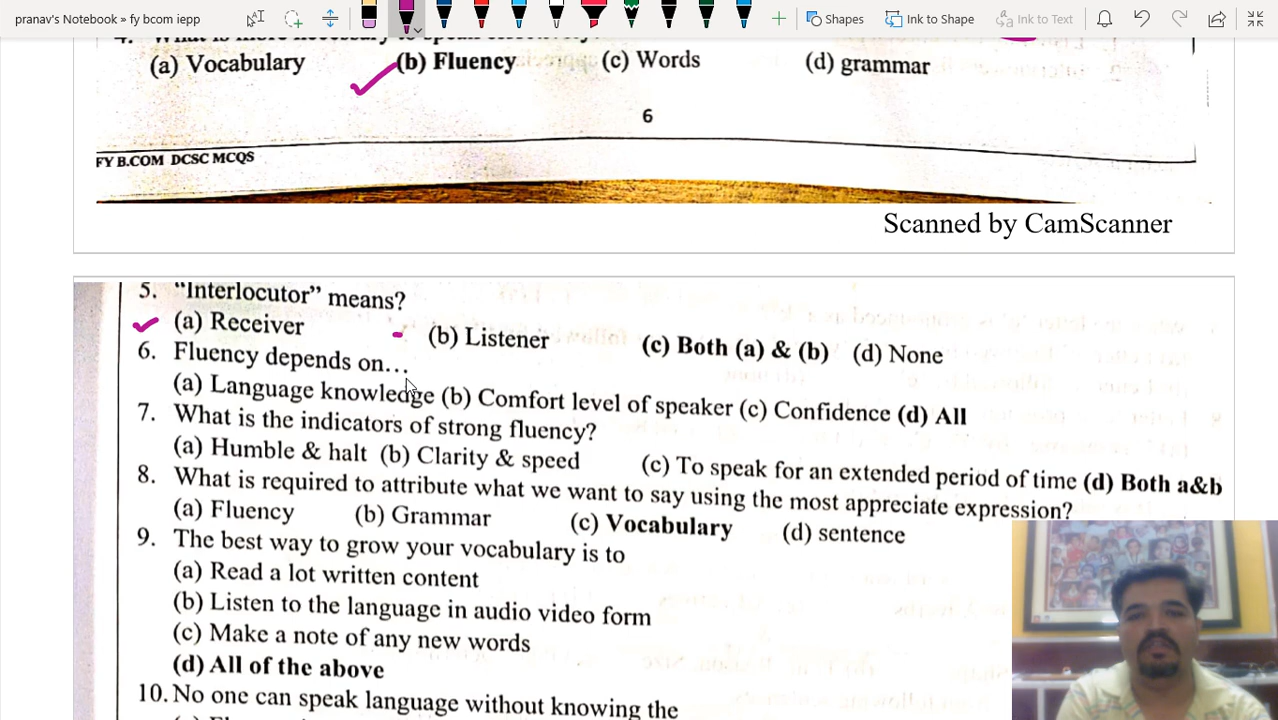 pranav's Notebook » fy bcom iepp
Shapes
Ink to Shape
Ink to Text
(a) Vocabulary (b) Fluency (c) Words (d) grammar
6
FY B.COM DCSC MCQS
Scanned by CamScanner
5. "Interlocutor" means?
(a) Receiver (b) Listener (c) Both (a) & (b) (d) None
6. Fluency depends on...
(a) Language knowledge (b) Comfort level of speaker (c) Confidence (d) All
7. What is the indicators of strong fluency?
(a) Humble & halt (b) Clarity & speed (c) To speak for an extended period of time (d) Both a&b
8. What is required to attribute what we want to say using the most appreciate expression?
(a) Fluency (b) Grammar (c) Vocabulary (d) sentence
9. The best way to grow your vocabulary is to
(a) Read a lot written content
(b) Listen to the language in audio video form
(c) Make a note of any new words
(d) All of the above
10. No one can speak language without knowing the